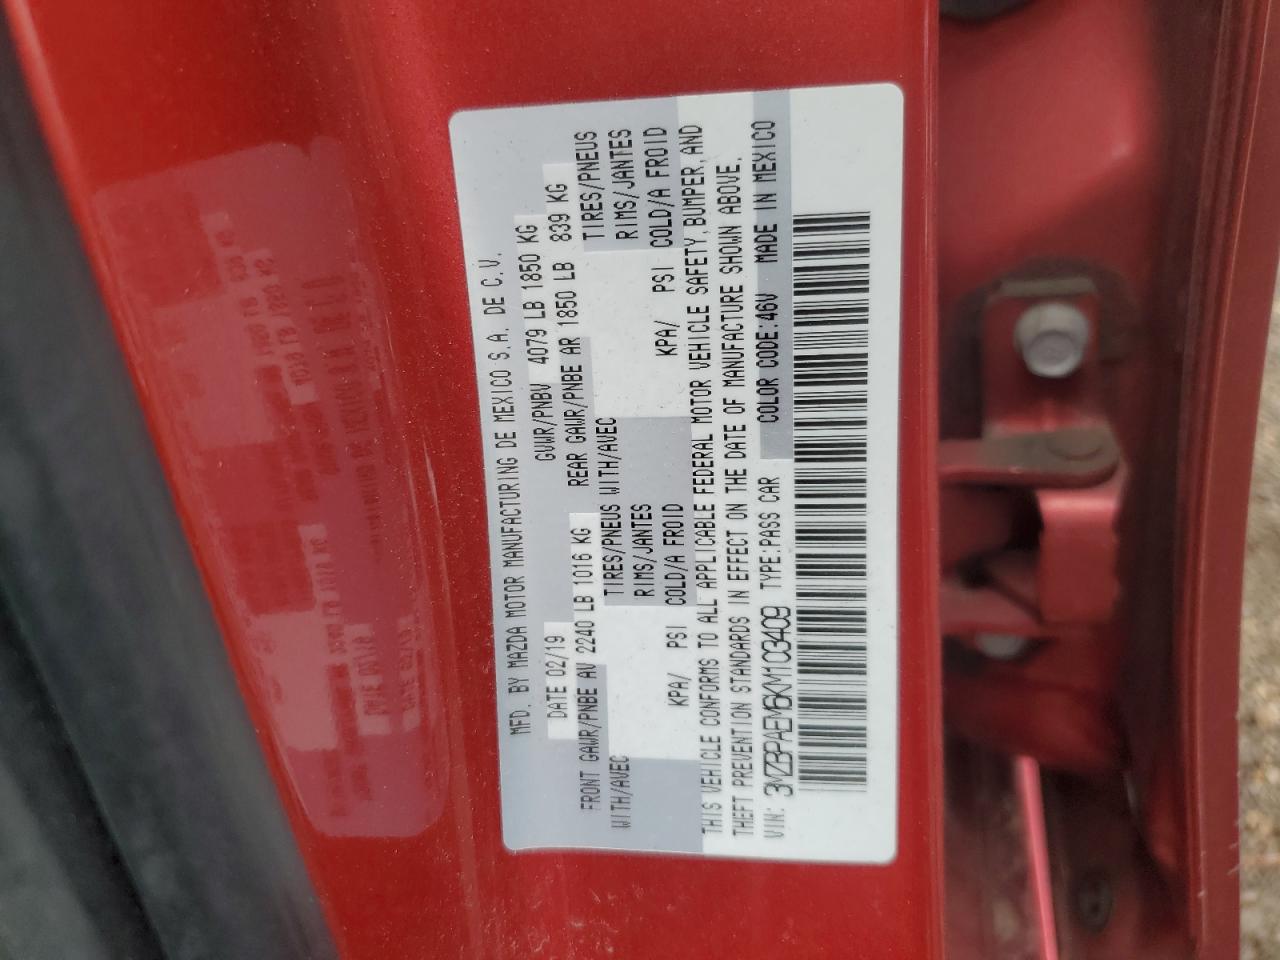 MFD. BY MAZDA MOTOR MANUFACTURING DE MEXICO S.A. DE C.V.
DATE 02/19 GVWR/PNBV 4079 LB 1850 KG
FRONT GAWR/PNBE AV 2240 LB 1016 KG REAR GAWR/PNBE AR 1850 LB 839 KG
WITH/AVEC TIRES/PNEUS WITH/AVEC TIRES/PNEUS
RIMS/JANTES RIMS/JANTES
KPA/ PSI COLD/A FROID KPA/ PSI COLD/A FROID
THIS VEHICLE CONFORMS TO ALL APPLICABLE FEDERAL MOTOR VEHICLE SAFETY, BUMPER, AND
THEFT PREVENTION STANDARDS IN EFFECT ON THE DATE OF MANUFACTURE SHOWN ABOVE.
VIN: 3MZBPAEM6KM103409 TYPE:PASS CAR COLOR CODE:46V MADE IN MEXICO